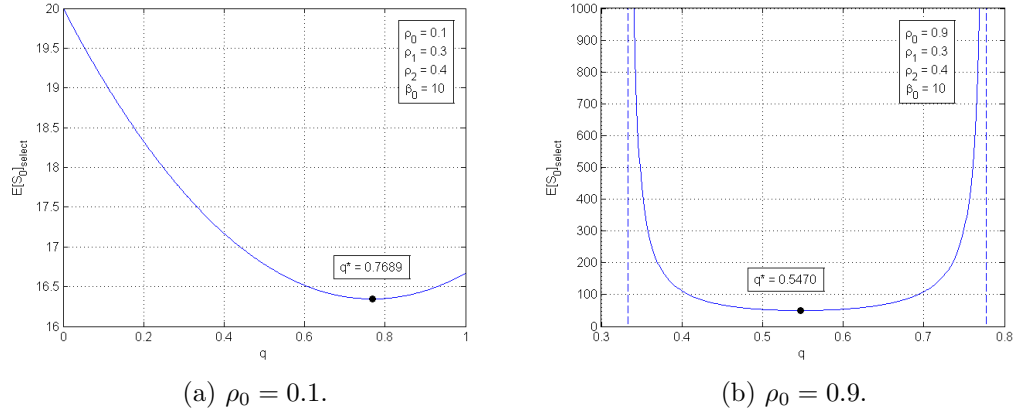 20
19.5
19
18.5
18
17.5
17
16.5
16
0
0.2
0.4
0.6
0.8
1
E[S₀]select
q
ρ₀ = 0.1
ρ₁ = 0.3
ρ₂ = 0.4
β₀ = 10
q* = 0.7689
(a) ρ₀ = 0.1.
1000
900
800
700
600
500
400
300
200
100
0
0.3
0.4
0.5
0.6
0.7
0.8
E[S₀]select
q
ρ₀ = 0.9
ρ₁ = 0.3
ρ₂ = 0.4
β₀ = 10
q* = 0.5470
(b) ρ₀ = 0.9.